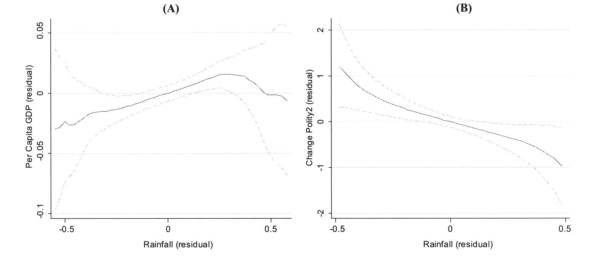 (A)
Per Capita GDP (residual)
0.05
0
-0.05
-0.1
-0.5
0
0.5
Rainfall (residual)
(B)
Change Polity2 (residual)
2
1
0
-1
-2
-0.5
0
0.5
Rainfall (residual)